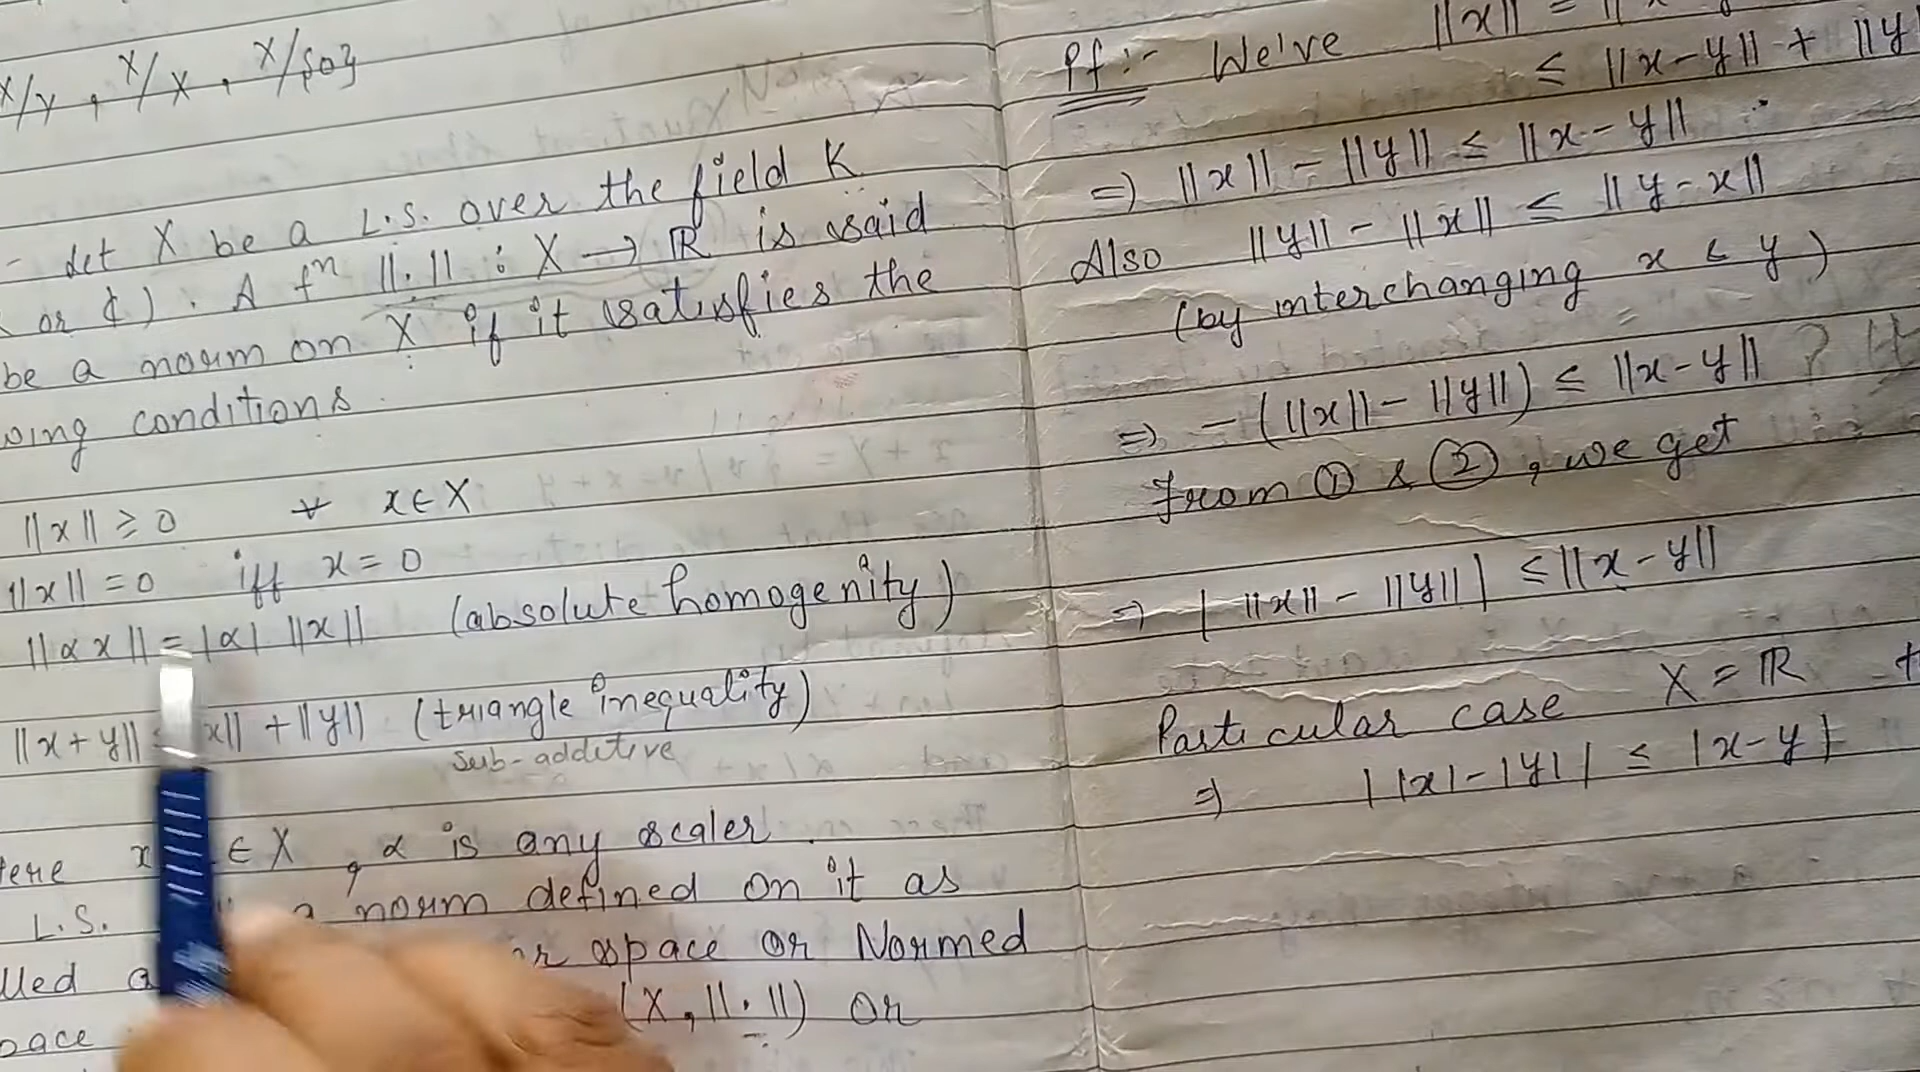 X/Y, X/X, X/{0}
- Let X be a L.S. over the field K
or ₵). A fⁿ ||.|| : X → ℝ is said
be a norm on X if it satisfies the
wing conditions
||x|| ≥ 0 ∀ x ∈ X
||x|| = 0 iff x = 0
||αx|| = |α| ||x|| (absolute homogenity)
||x+y|| x|| + ||y|| (triangle inequality)
sub-additive
here x ∈ X, α is any scaler.
L.S. a norm defined on it as
lled a space or Normed
pace (X, ||.||) or
Pf :- We've ||x|| = ||x
≤ ||x-y|| + ||y
⇒ ||x|| - ||y|| ≤ ||x-y||
Also ||y|| - ||x|| ≤ ||y-x||
(by interchanging x & y)
⇒ -(||x|| - ||y||) ≤ ||x-y||
From ① & ②, we get
⇒ | ||x|| - ||y|| | ≤ ||x-y||
Particular case X = ℝ
⇒ | |x| - |y| | ≤ |x-y|